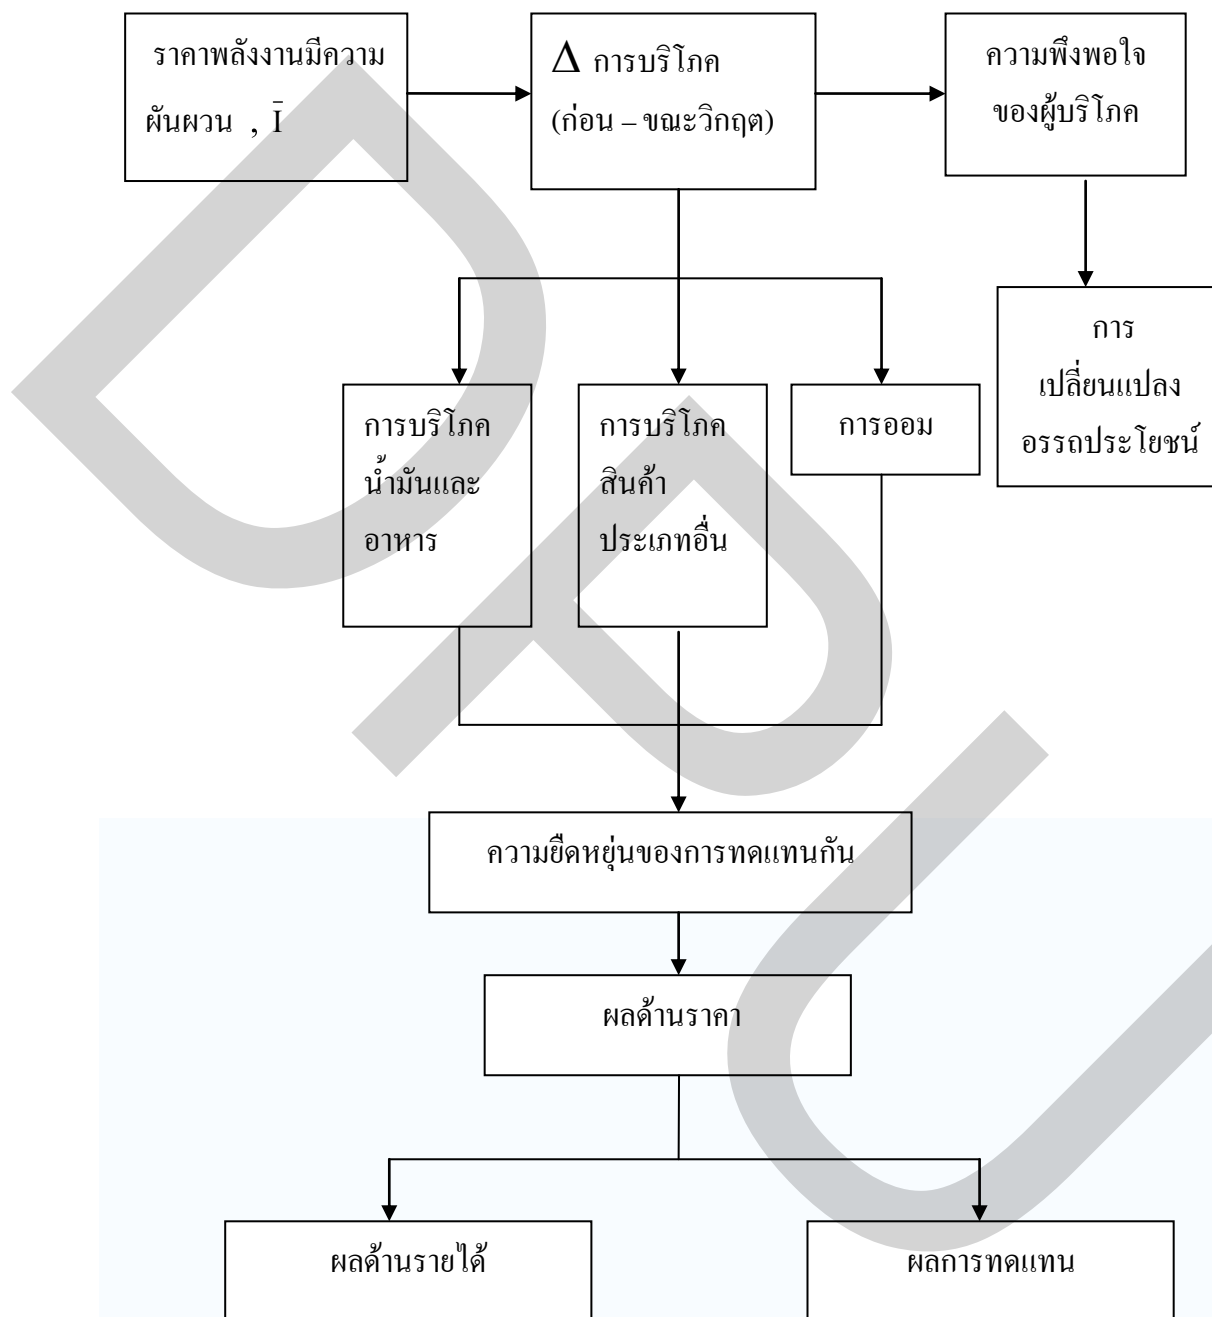 ราคาพลังงานมีความ
ผันผวน , Ī
Δ การบริโภค
(ก่อน – ขณะวิกฤต)
ความพึงพอใจ
ของผู้บริโภค
การ
เปลี่ยนแปลง
อรรถประโยชน์
การบริโภค
น้ำมันและ
อาหาร
การบริโภค
สินค้า
ประเภทอื่น
การออม
ความยืดหยุ่นของการทดแทนกัน
ผลด้านราคา
ผลด้านรายได้
ผลการทดแทน
DPU